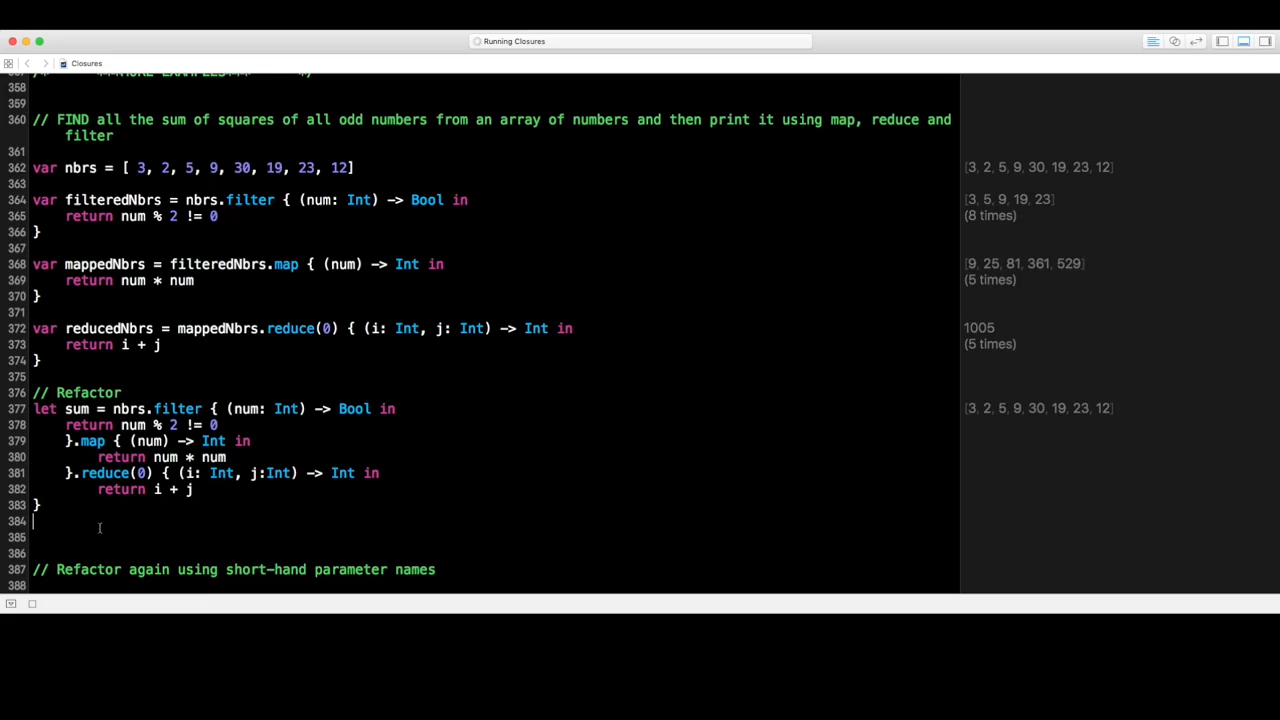 Running Closures
Closures
357 /* ***MORE EXAMPLES*** */
358
359
360 // FIND all the sum of squares of all odd numbers from an array of numbers and then print it using map, reduce and
filter
361
362 var nbrs = [ 3, 2, 5, 9, 30, 19, 23, 12] [3, 2, 5, 9, 30, 19, 23, 12]
363
364 var filteredNbrs = nbrs.filter { (num: Int) -> Bool in [3, 5, 9, 19, 23]
365 return num % 2 != 0 (8 times)
366 }
367
368 var mappedNbrs = filteredNbrs.map { (num) -> Int in [9, 25, 81, 361, 529]
369 return num * num (5 times)
370 }
371
372 var reducedNbrs = mappedNbrs.reduce(0) { (i: Int, j: Int) -> Int in 1005
373 return i + j (5 times)
374 }
375
376 // Refactor
377 let sum = nbrs.filter { (num: Int) -> Bool in [3, 2, 5, 9, 30, 19, 23, 12]
378 return num % 2 != 0
379 }.map { (num) -> Int in
380 return num * num
381 }.reduce(0) { (i: Int, j:Int) -> Int in
382 return i + j
383 }
384
385
386
387 // Refactor again using short-hand parameter names
388